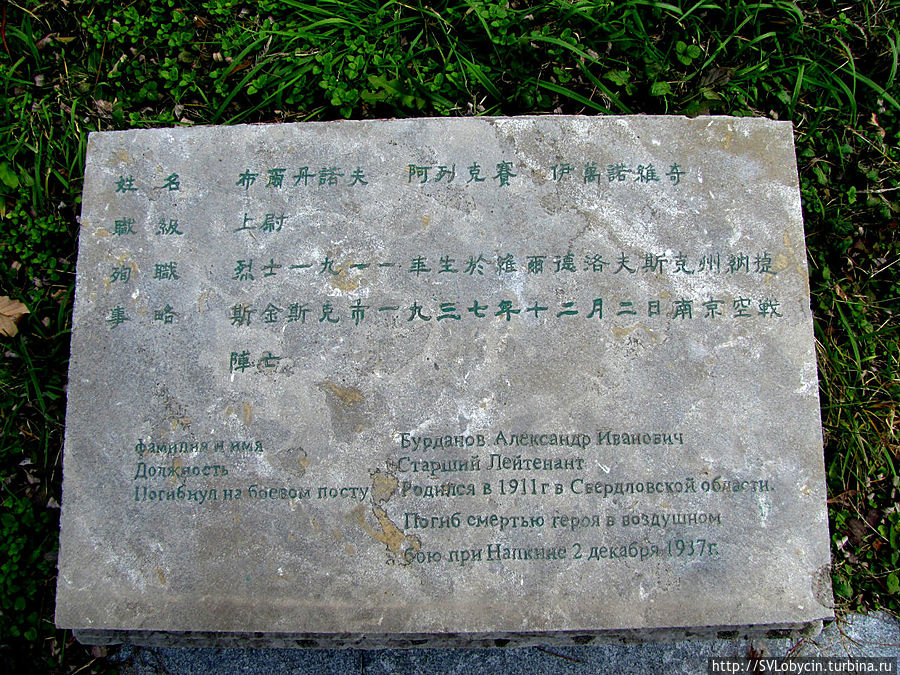 姓名 布爾丹諾夫 阿列克賽 伊萬諾維奇
職級 上尉
殉職 烈士一九一一年生於維爾德洛夫斯克州納捷
事略 斯金斯克市一九三七年十二月二日南京空戰
陣亡
фамилия и имя Бурданов Александр Иванович
Должность Старший Лейтенант
Погибнул на боевом посту Родился в 1911г в Свердловской области.
Погиб смертью героя в воздушном
бою при Напкине 2 декабря 1937г.
http://SVLobycin.turbina.ru